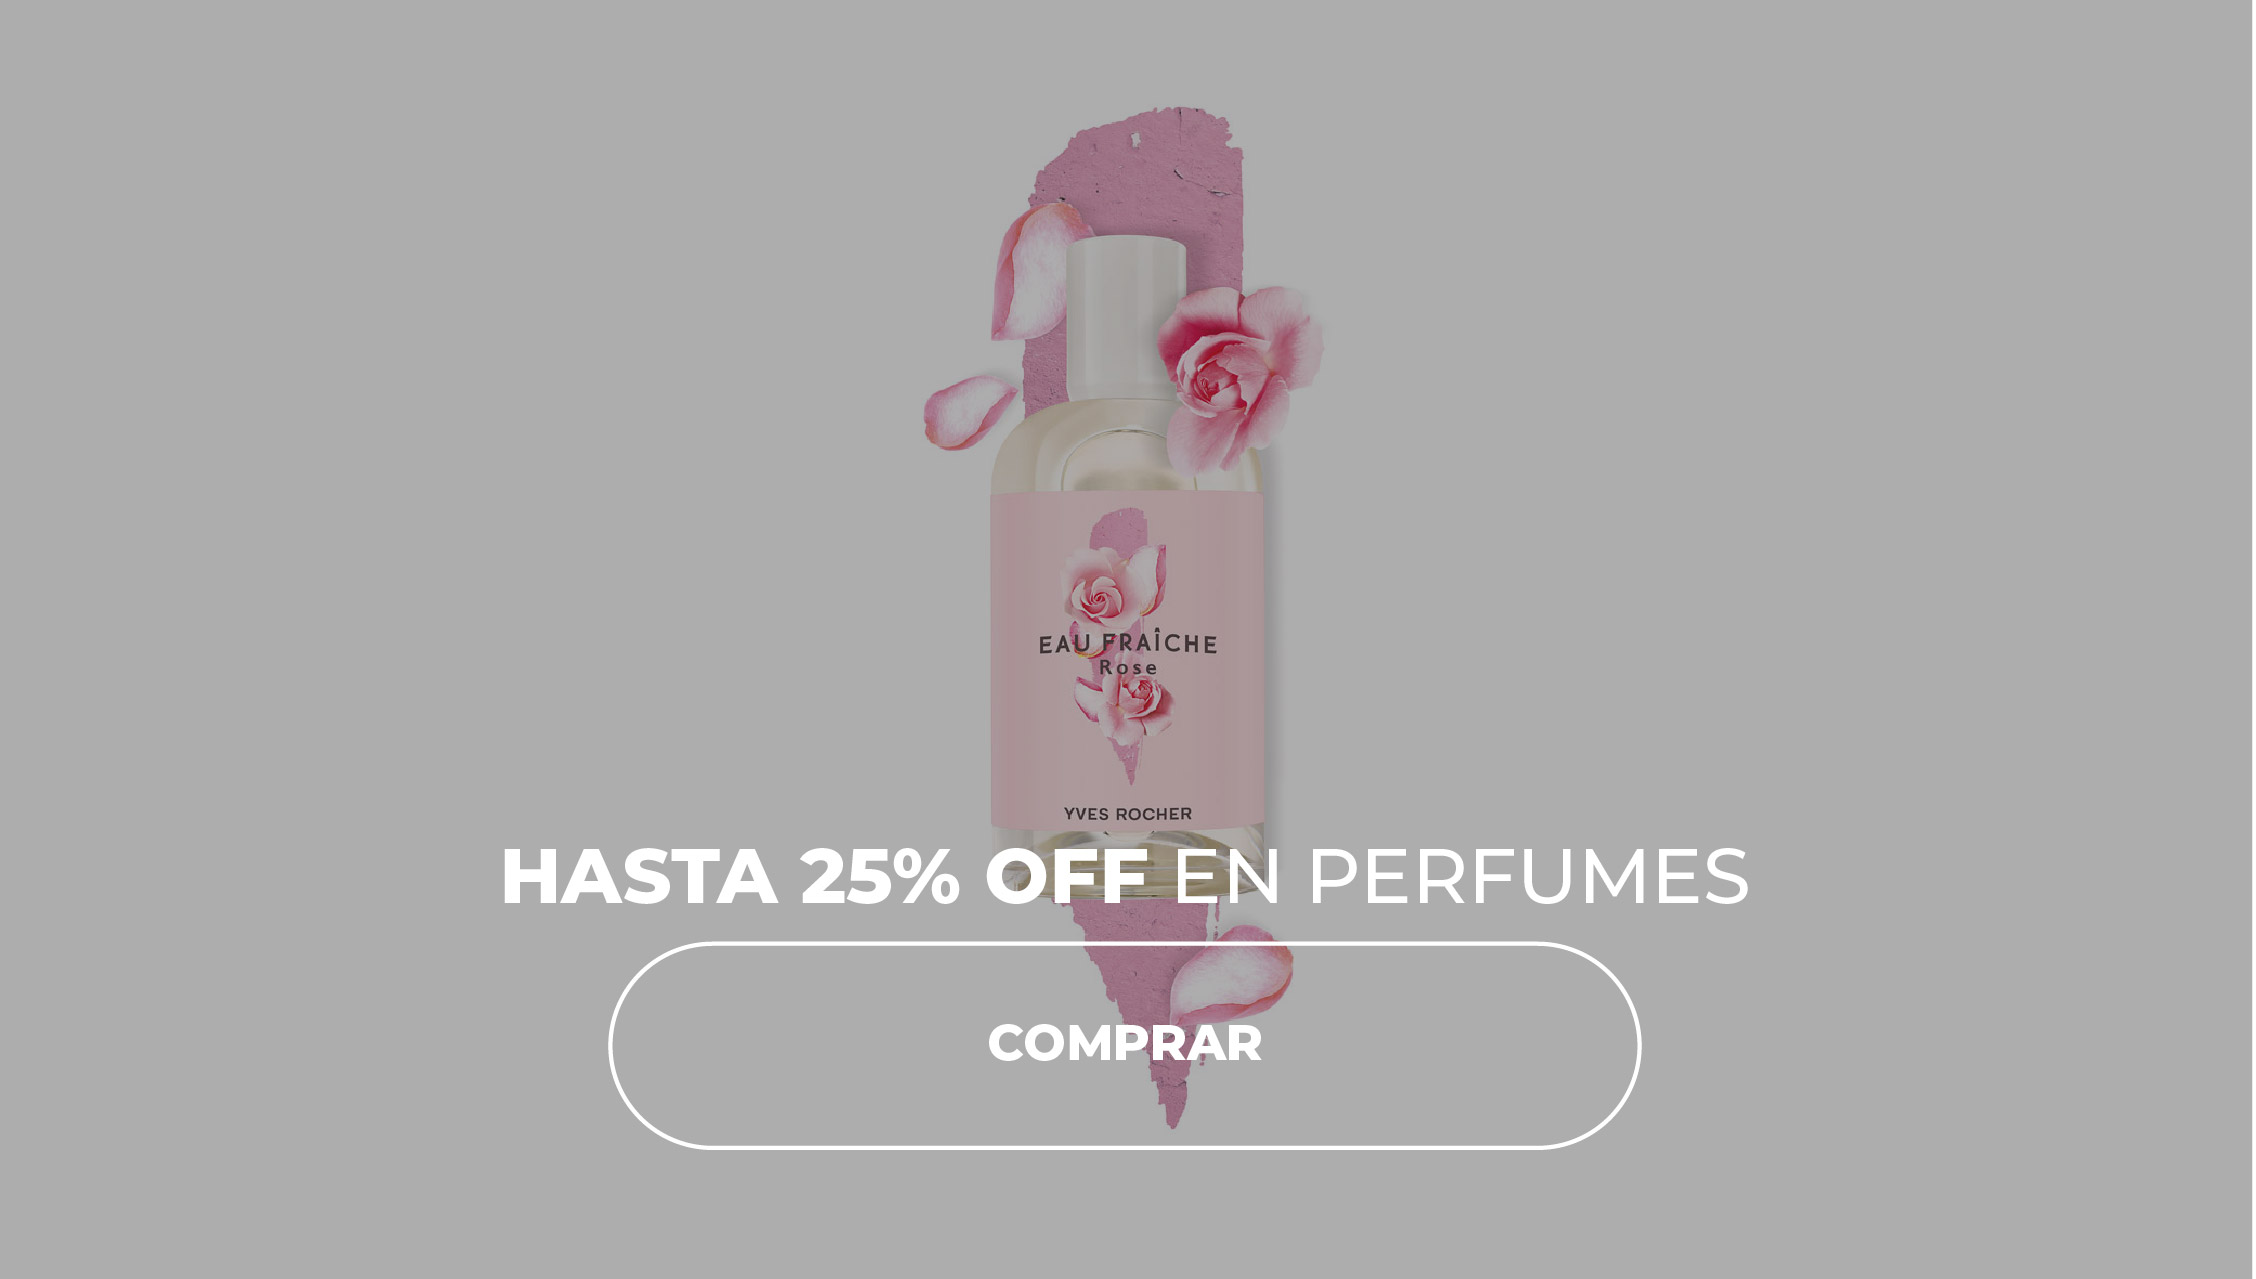 EAU FRAÎCHE
Rose
YVES ROCHER
HASTA 25% OFF EN PERFUMES
COMPRAR